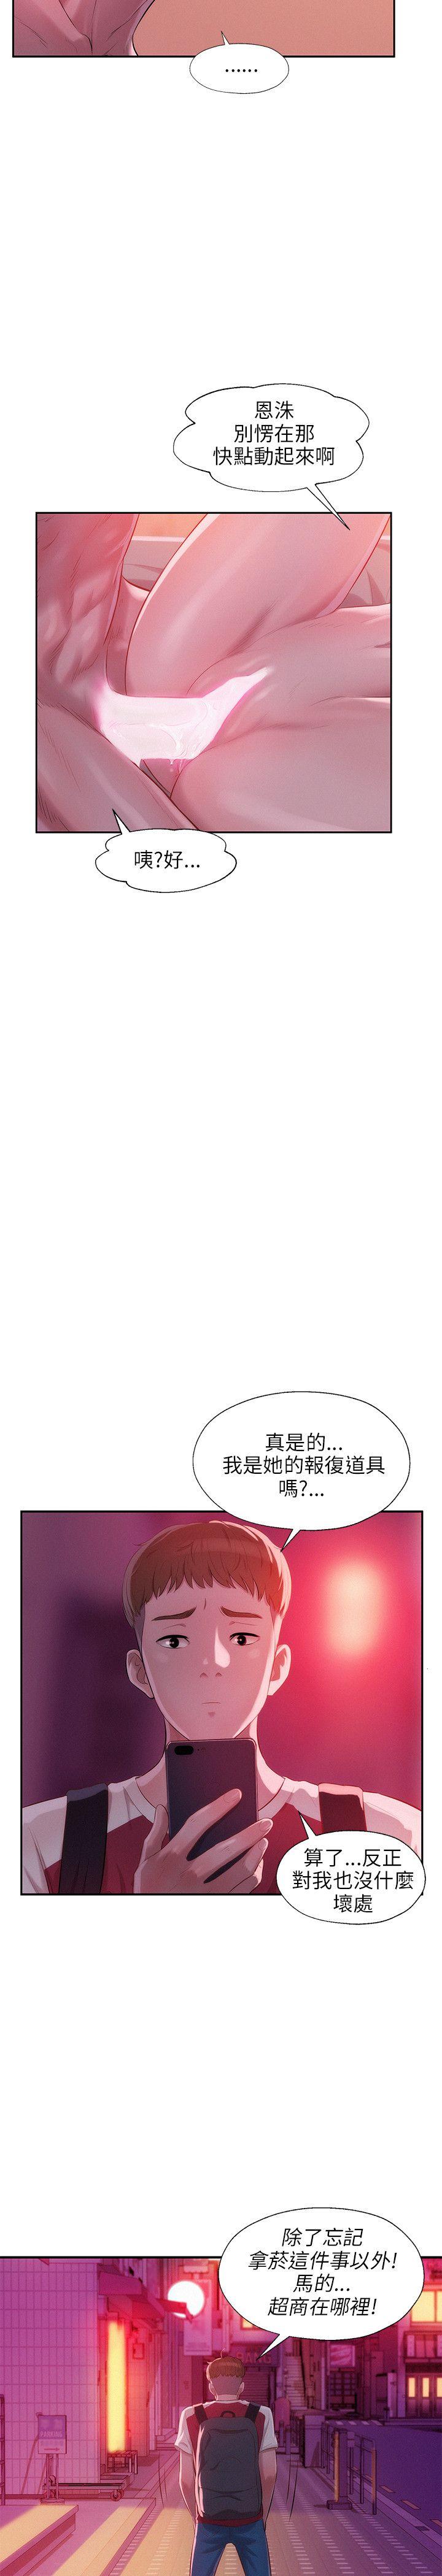 ......
恩洙
別愣在那
快點動起來啊
咦?好...
真是的...
我是她的報復道具
嗎?...
算了...反正
對我也沒什麼
壞處
除了忘記
拿菸這件事以外!
馬的...
超商在哪裡!